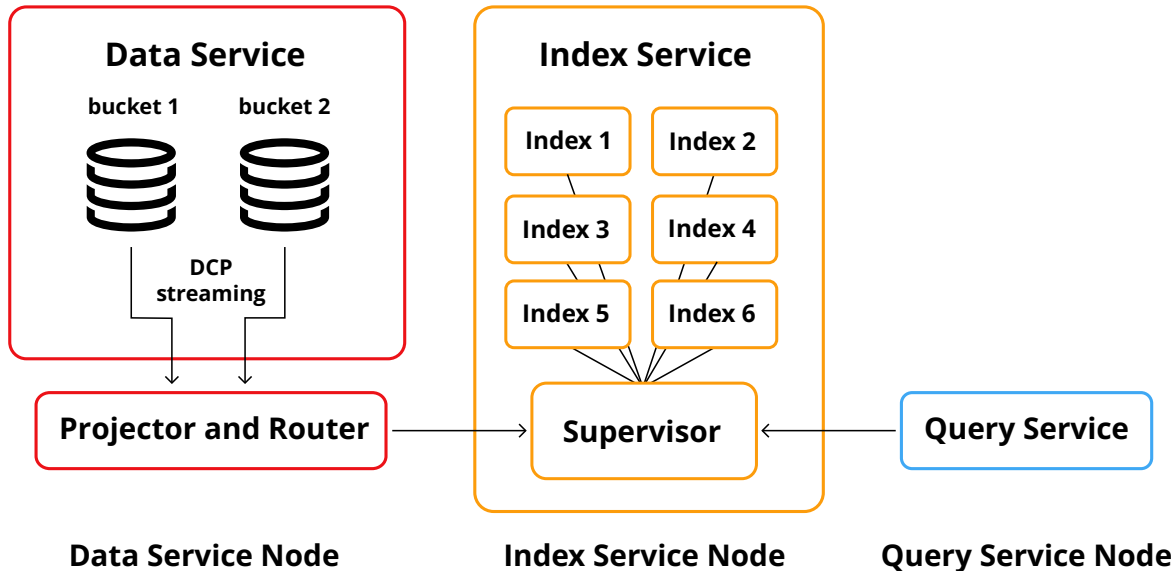 Data Service
bucket 1
bucket 2
DCP
streaming
Projector and Router
Data Service Node
Index Service
Index 1
Index 2
Index 3
Index 4
Index 5
Index 6
Supervisor
Index Service Node
Query Service
Query Service Node